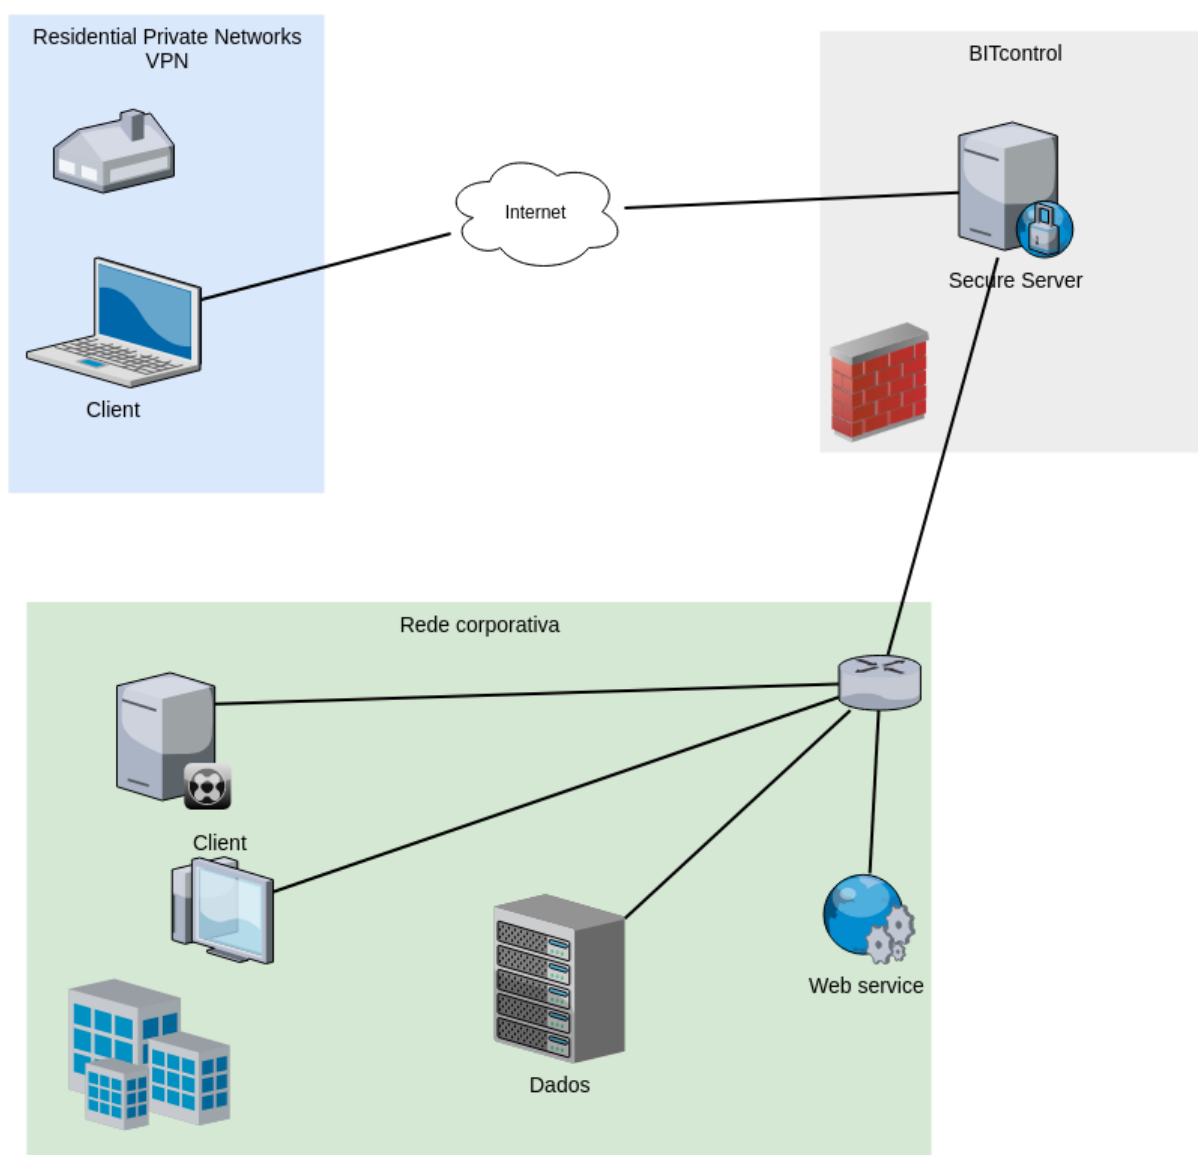 Residential Private Networks
VPN
BITcontrol
Internet
Secure Server
Client
Rede corporativa
Client
Web service
Dados